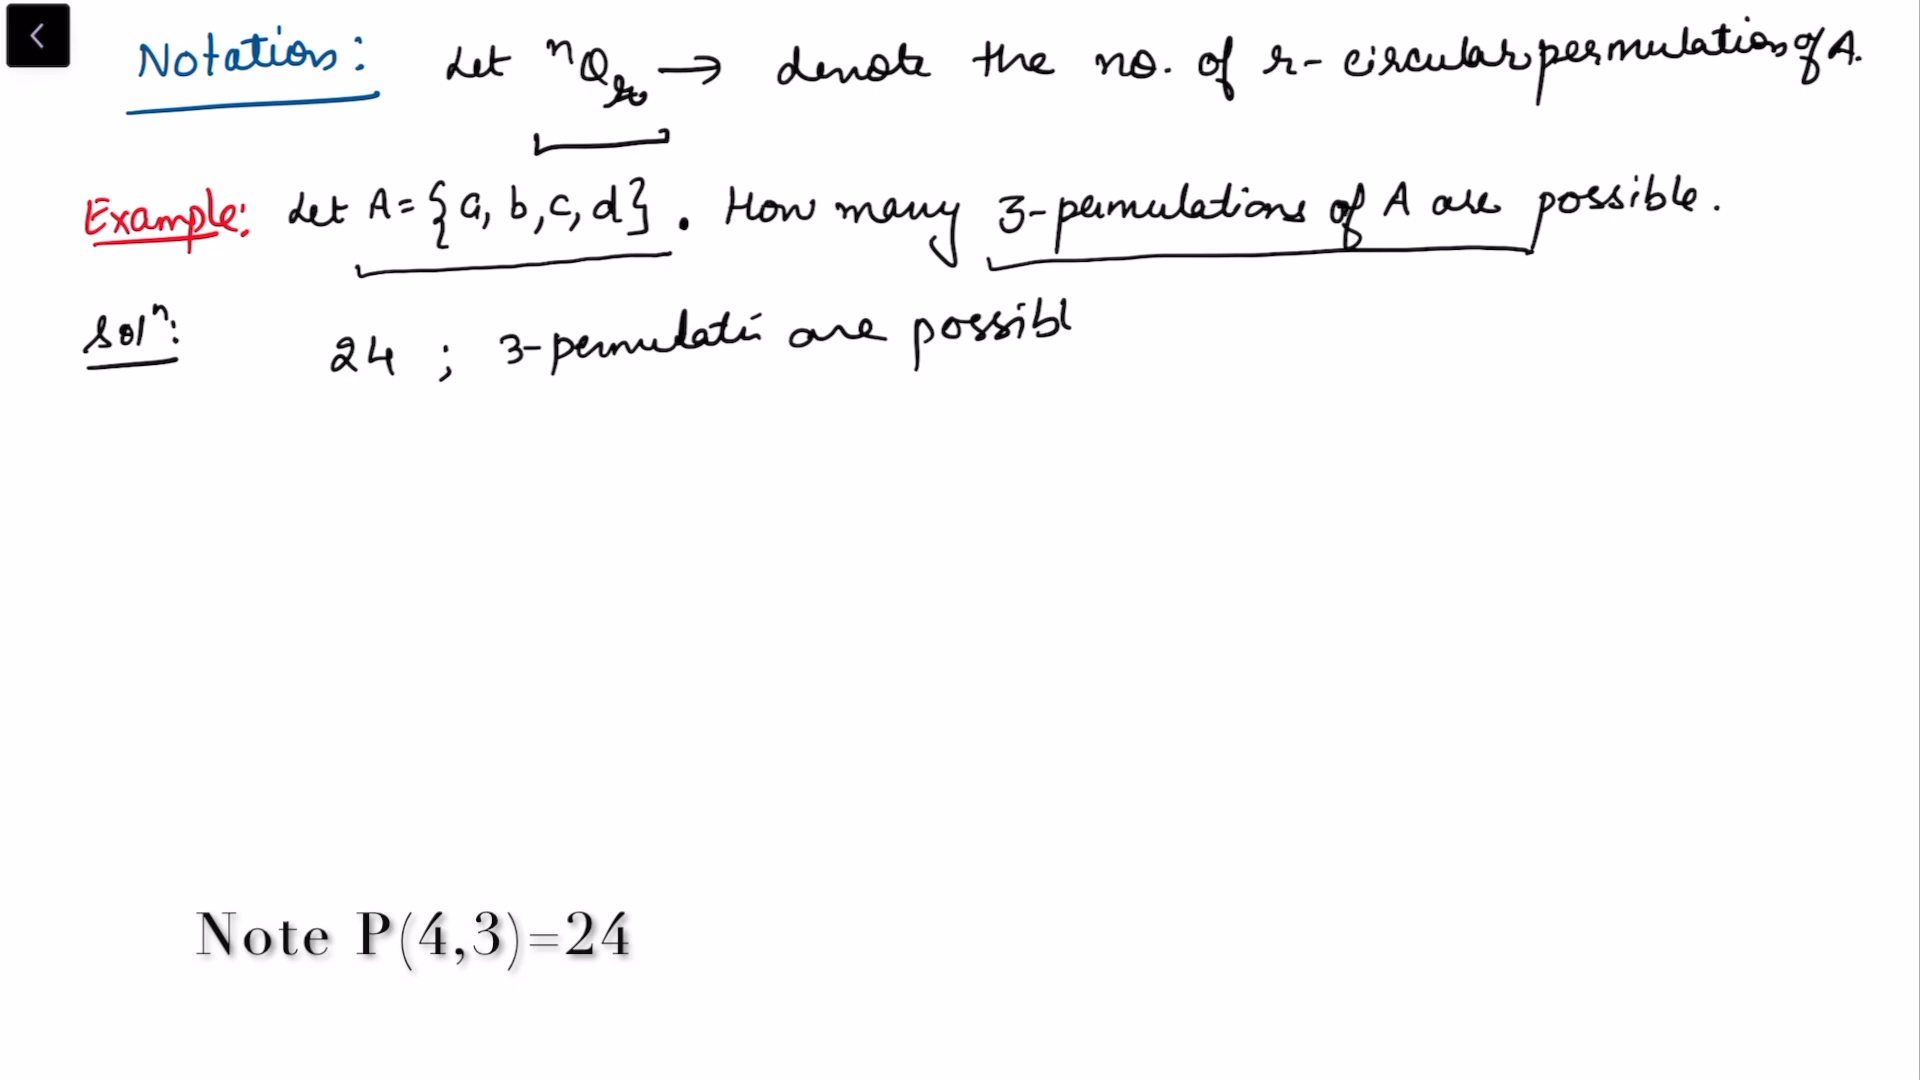 Notation: Let ⁿQᵣ → denote the no. of r-circular permutation of A.
Example: Let A = {a, b, c, d}. How many 3-permulations of A are possible.
Solⁿ: 24 ; 3-permulati are possibl
Note P(4,3)=24